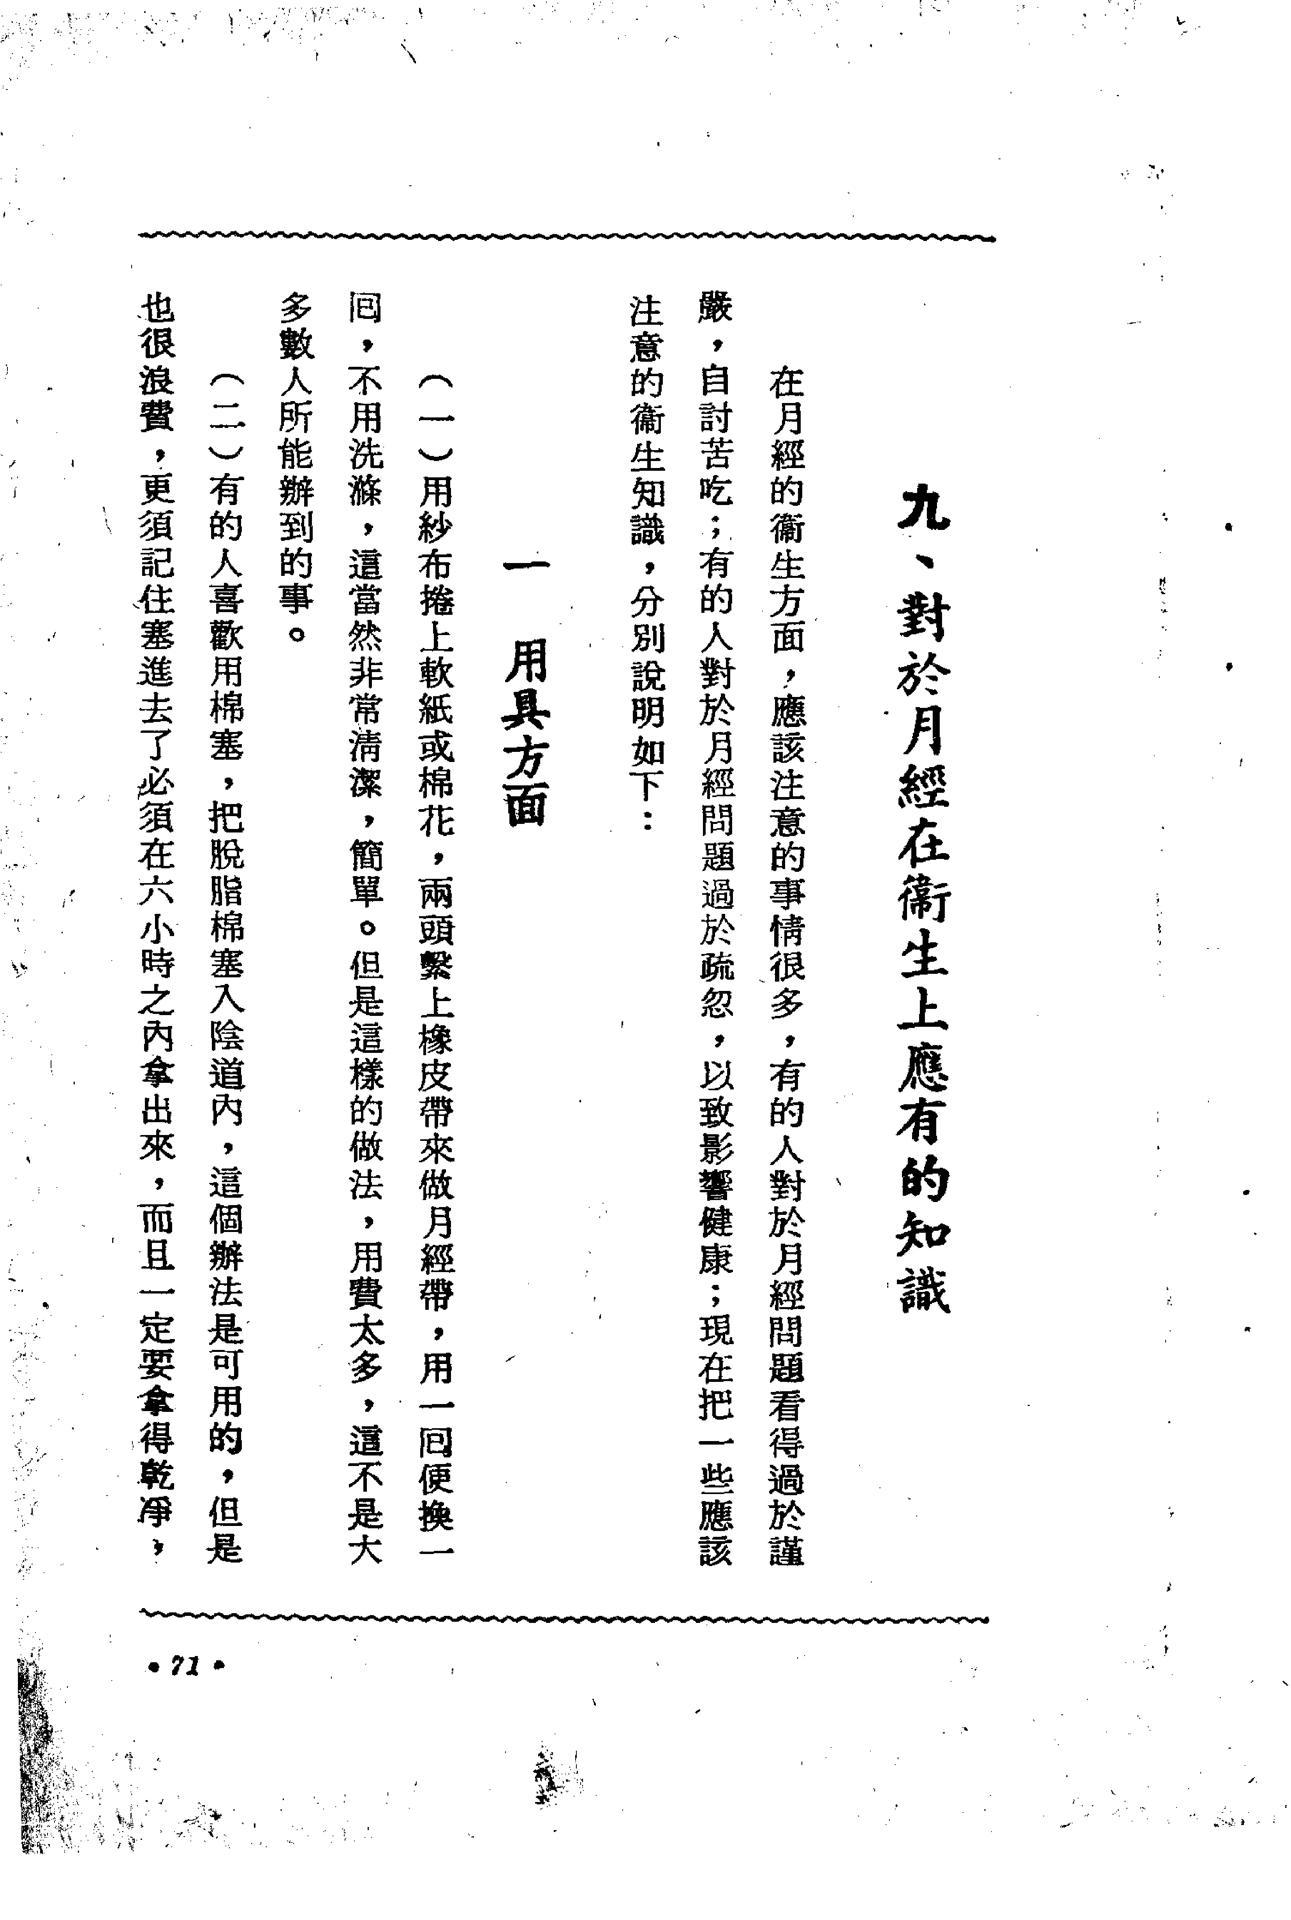 九、對於月經在衞生上應有的知識
在月經的衞生方面，應該注意的事情很多，有的人對於月經問題看得過於謹
嚴，自討苦吃；有的人對於月經問題過於疏忽，以致影響健康；現在把一些應該
注意的衞生知識，分別說明如下：
一　用具方面
（一）用紗布捲上軟紙或棉花，兩頭繫上橡皮帶來做月經帶，用一囘便換一
囘，不用洗滌，這當然非常清潔，簡單。但是這樣的做法，用費太多，這不是大
多數人所能辦到的事。
（二）有的人喜歡用棉塞，把脫脂棉塞入陰道內，這個辦法是可用的，但是
也很浪費，更須記住塞進去了必須在六小時之內拿出來，而且一定要拿得乾凈，
•71•